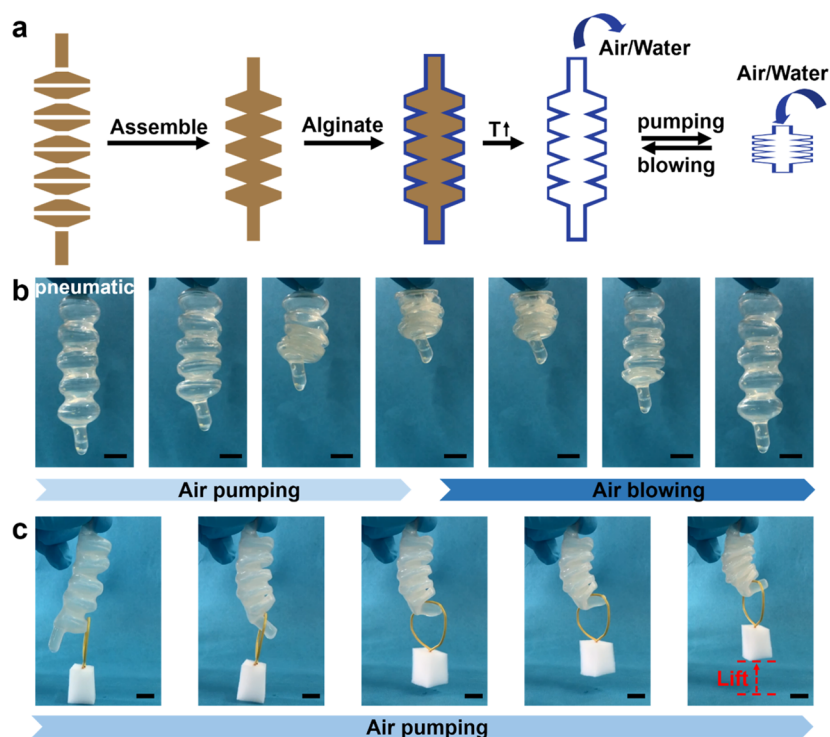 a
Air/Water
Air/Water
Assemble
Alginate
T↑
pumping
blowing
b
pneumatic
Air pumping
Air blowing
c
Lift
Air pumping